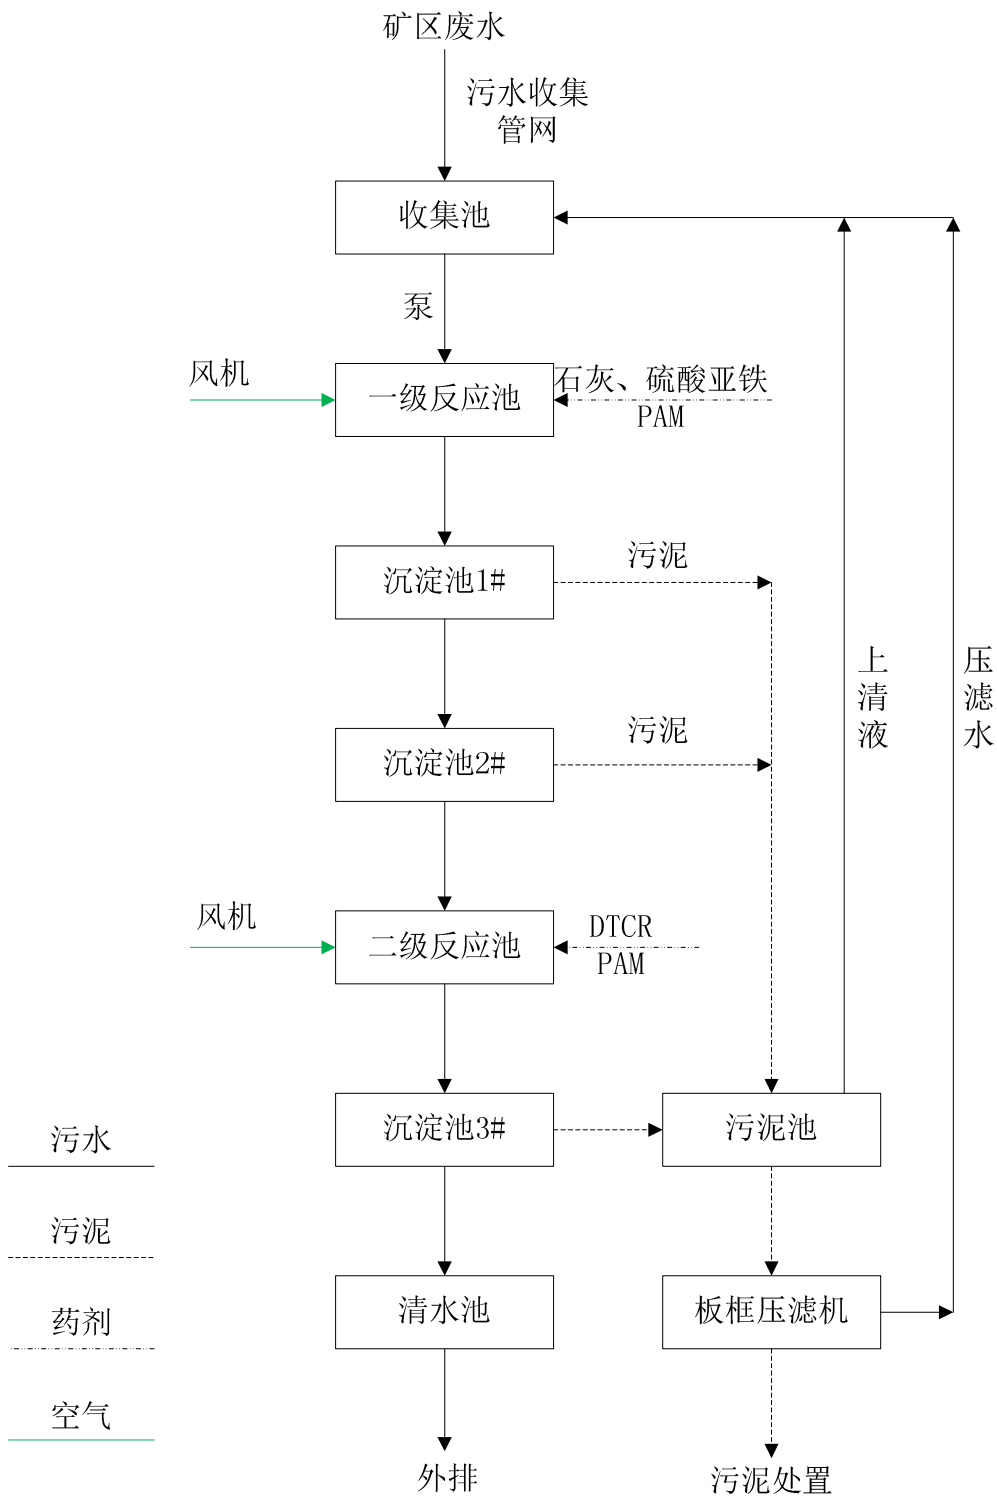 矿区废水
污水收集
管网
收集池
泵
风机
石灰、硫酸亚铁
一级反应池
PAM
污泥
沉淀池1#
上清液
压滤水
污泥
沉淀池2#
风机
DTCR
二级反应池
PAM
沉淀池3#
污泥池
污水
污泥
清水池
板框压滤机
药剂
空气
外排
污泥处置